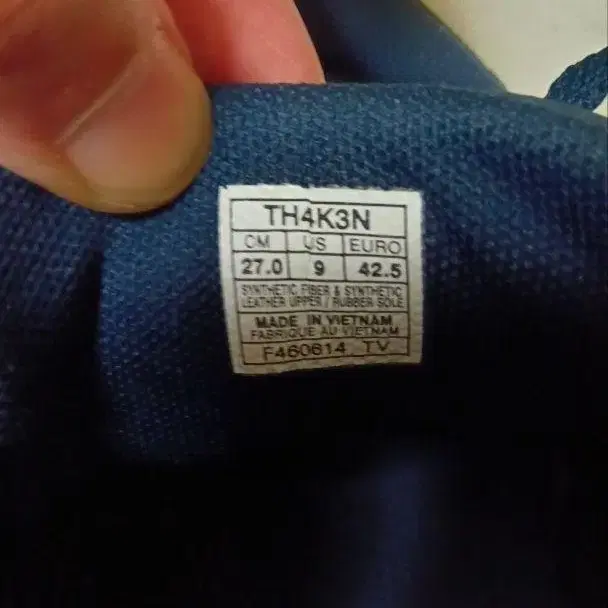 TH4K3N
CM US EURO
27.0 9 42.5
SYNTHETIC FIBER & SYNTHETIC
LEATHER UPPER / RUBBER SOLE
MADE IN VIETNAM
FABRIQUE AU VIETNAM
F460614 TV